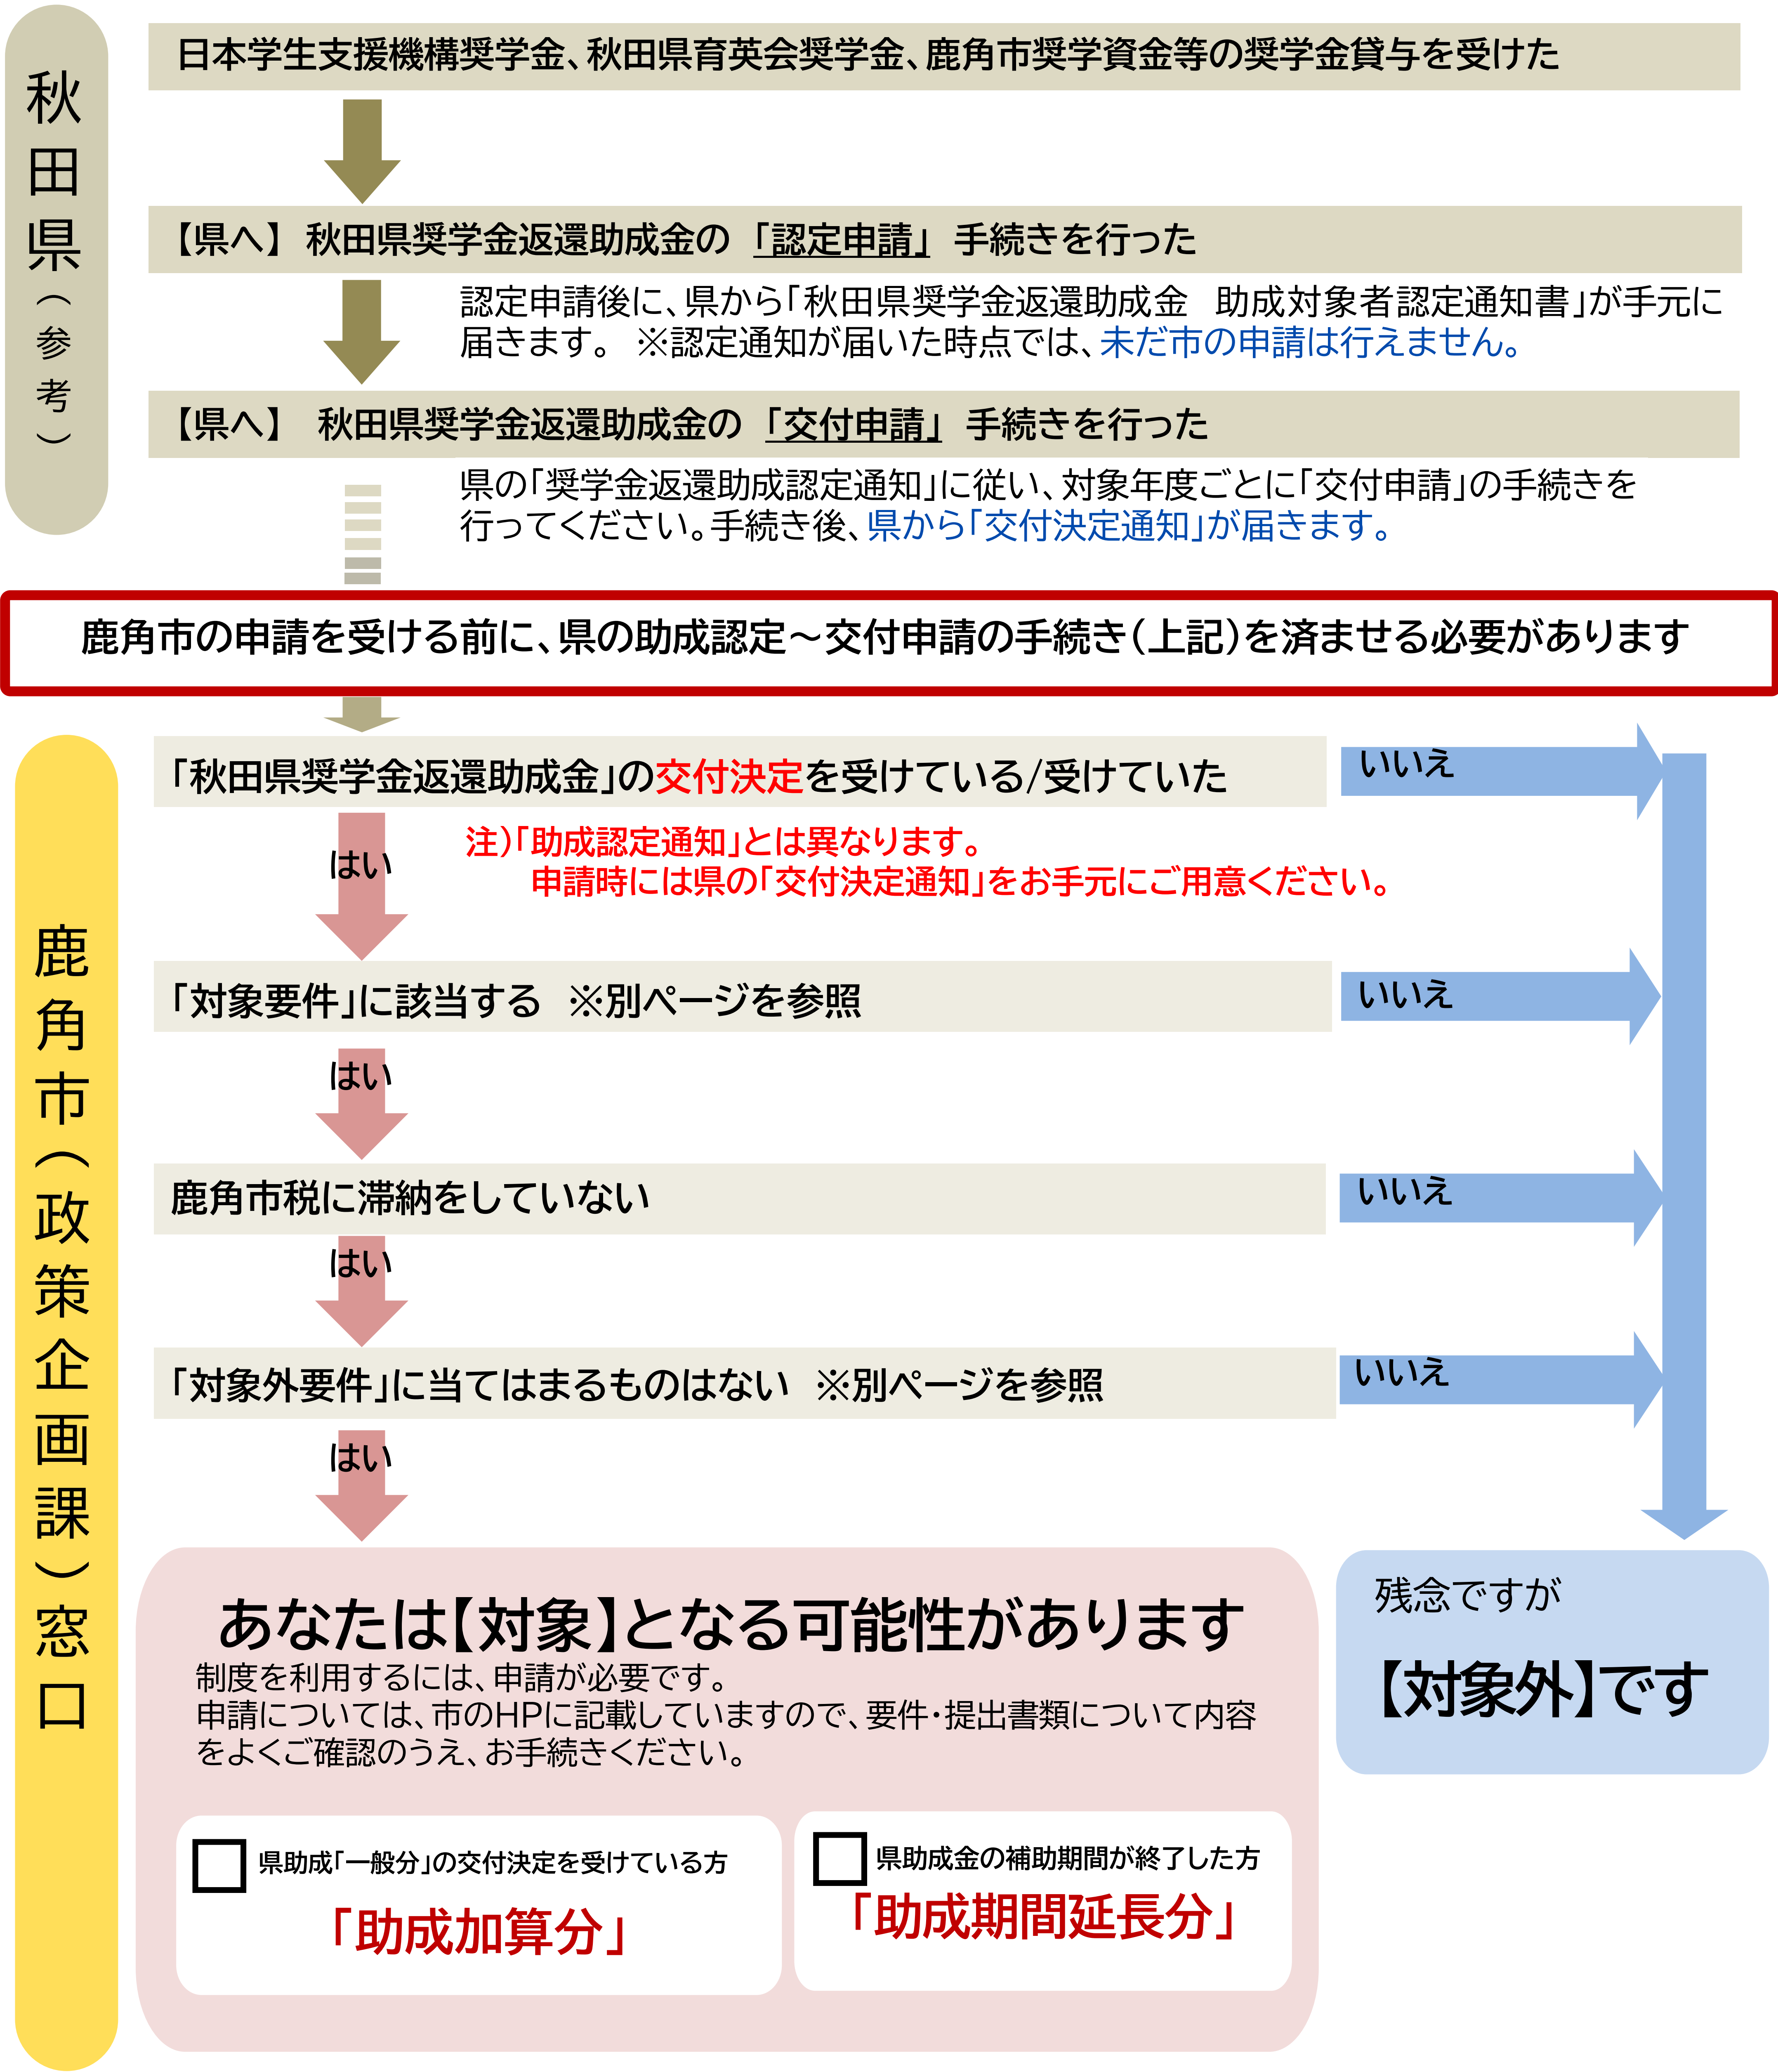 秋田県（参考）
日本学生支援機構奨学金、秋田県育英会奨学金、鹿角市奨学資金等の奨学金貸与を受けた
【県へ】 秋田県奨学金返還助成金の 「認定申請」 手続きを行った
認定申請後に、県から「秋田県奨学金返還助成金　助成対象者認定通知書」が手元に
届きます。 ※認定通知が届いた時点では、未だ市の申請は行えません。
【県へ】　秋田県奨学金返還助成金の 「交付申請」 手続きを行った
県の「奨学金返還助成認定通知」に従い、対象年度ごとに「交付申請」の手続きを
行ってください。手続き後、県から「交付決定通知」が届きます。
鹿角市の申請を受ける前に、県の助成認定～交付申請の手続き（上記）を済ませる必要があります
鹿角市（政策企画課）窓口
「秋田県奨学金返還助成金」の交付決定を受けている/受けていた
いいえ
はい
注）「助成認定通知」とは異なります。
申請時には県の「交付決定通知」をお手元にご用意ください。
「対象要件」に該当する　※別ページを参照
いいえ
はい
鹿角市税に滞納をしていない
いいえ
はい
「対象外要件」に当てはまるものはない　※別ページを参照
いいえ
はい
あなたは【対象】となる可能性があります
制度を利用するには、申請が必要です。
申請については、市のHPに記載していますので、要件・提出書類について内容
をよくご確認のうえ、お手続きください。
県助成「一般分」の交付決定を受けている方
「助成加算分」
県助成金の補助期間が終了した方
「助成期間延長分」
残念ですが
【対象外】です